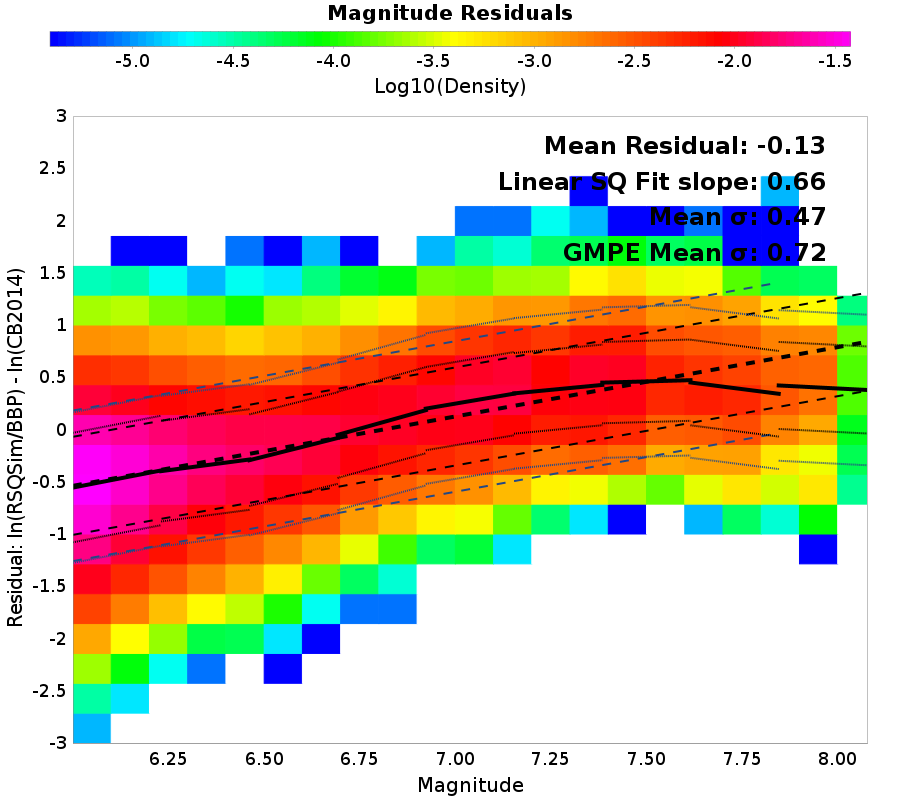 Magnitude Residuals
-5.0 -4.5 -4.0 -3.5 -3.0 -2.5 -2.0 -1.5
Log10(Density)
Mean Residual: -0.13
Linear SQ Fit slope: 0.66
Mean σ: 0.47
GMPE Mean σ: 0.72
Residual: ln(RSQSim/BBP) - ln(CB2014)
3
2.5
2
1.5
1
0.5
0
-0.5
-1
-1.5
-2
-2.5
-3
6.25 6.50 6.75 7.00 7.25 7.50 7.75 8.00
Magnitude